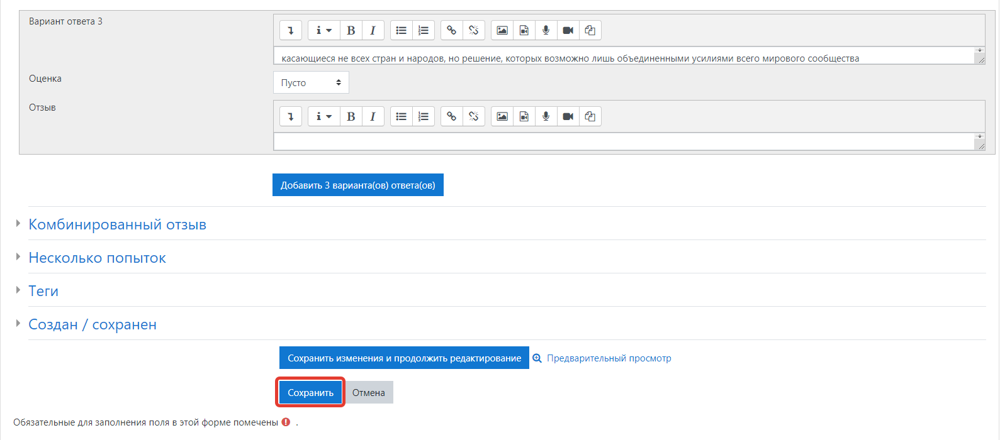 Вариант ответа 3
касающиеся не всех стран и народов, но решение, которых возможно лишь объединенными усилиями всего мирового сообщества
Оценка
Пусто
Отзыв
Добавить 3 варианта(ов) ответа(ов)
Комбинированный отзыв
Несколько попыток
Теги
Создан / сохранен
Сохранить изменения и продолжить редактирование Предварительный просмотр
Сохранить Отмена
Обязательные для заполнения поля в этой форме помечены .